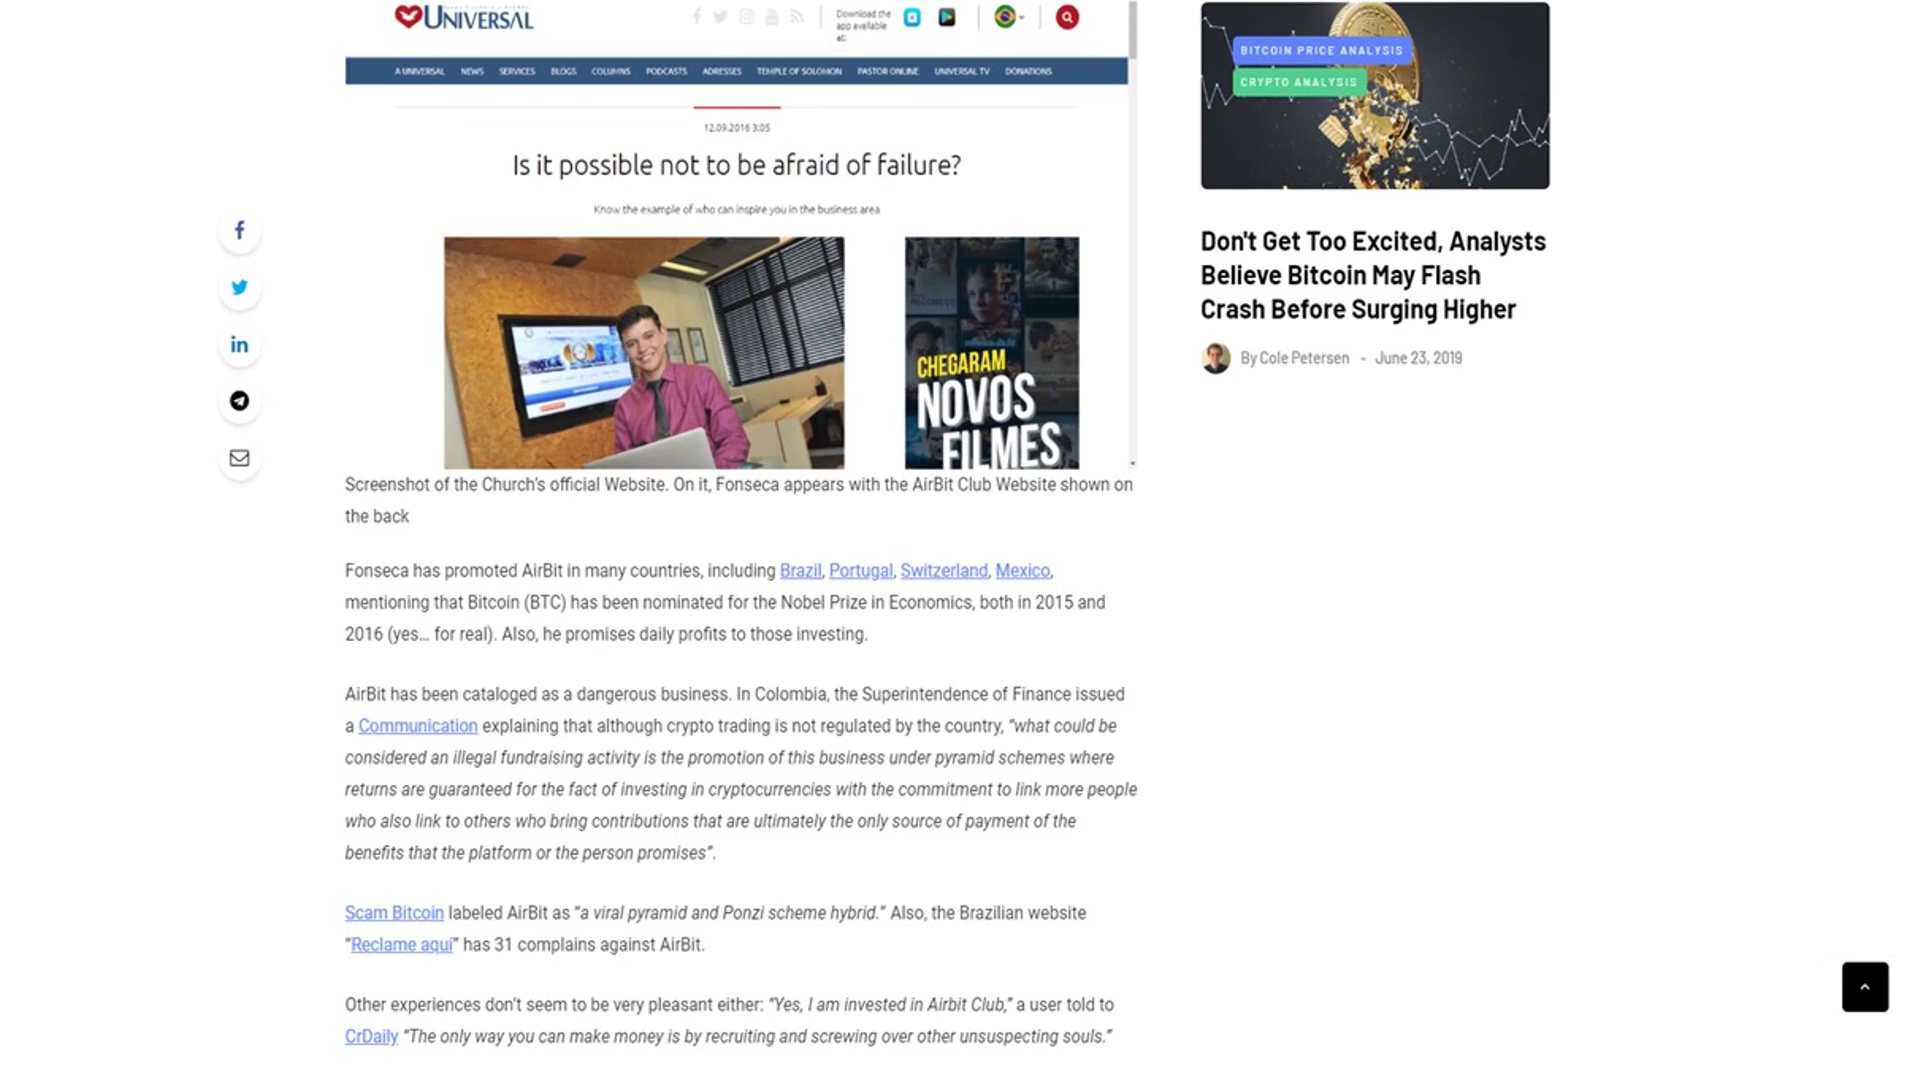 UNIVERSAL
Download the
app available
at:
A UNIVERSAL NEWS SERVICES BLOGS COLUMNS PODCASTS ADRESSES TEMPLE OF SOLOMON PASTOR ONLINE UNIVERSAL TV DONATIONS
12.09.2016 3:05
Is it possible not to be afraid of failure?
Know the example of who can inspire you in the business area
CHEGARAM
NOVOS
FILMES
Screenshot of the Church's official Website. On it, Fonseca appears with the AirBit Club Website shown on
the back
Fonseca has promoted AirBit in many countries, including Brazil, Portugal, Switzerland, Mexico,
mentioning that Bitcoin (BTC) has been nominated for the Nobel Prize in Economics, both in 2015 and
2016 (yes… for real). Also, he promises daily profits to those investing.
AirBit has been cataloged as a dangerous business. In Colombia, the Superintendence of Finance issued
a Communication explaining that although crypto trading is not regulated by the country, “what could be
considered an illegal fundraising activity is the promotion of this business under pyramid schemes where
returns are guaranteed for the fact of investing in cryptocurrencies with the commitment to link more people
who also link to others who bring contributions that are ultimately the only source of payment of the
benefits that the platform or the person promises”.
Scam Bitcoin labeled AirBit as “a viral pyramid and Ponzi scheme hybrid.” Also, the Brazilian website
“Reclame aqui” has 31 complains against AirBit.
Other experiences don't seem to be very pleasant either: “Yes, I am invested in Airbit Club,” a user told to
CrDaily “The only way you can make money is by recruiting and screwing over other unsuspecting souls.”
BITCOIN PRICE ANALYSIS
CRYPTO ANALYSIS
Don't Get Too Excited, Analysts
Believe Bitcoin May Flash
Crash Before Surging Higher
By Cole Petersen - June 23, 2019